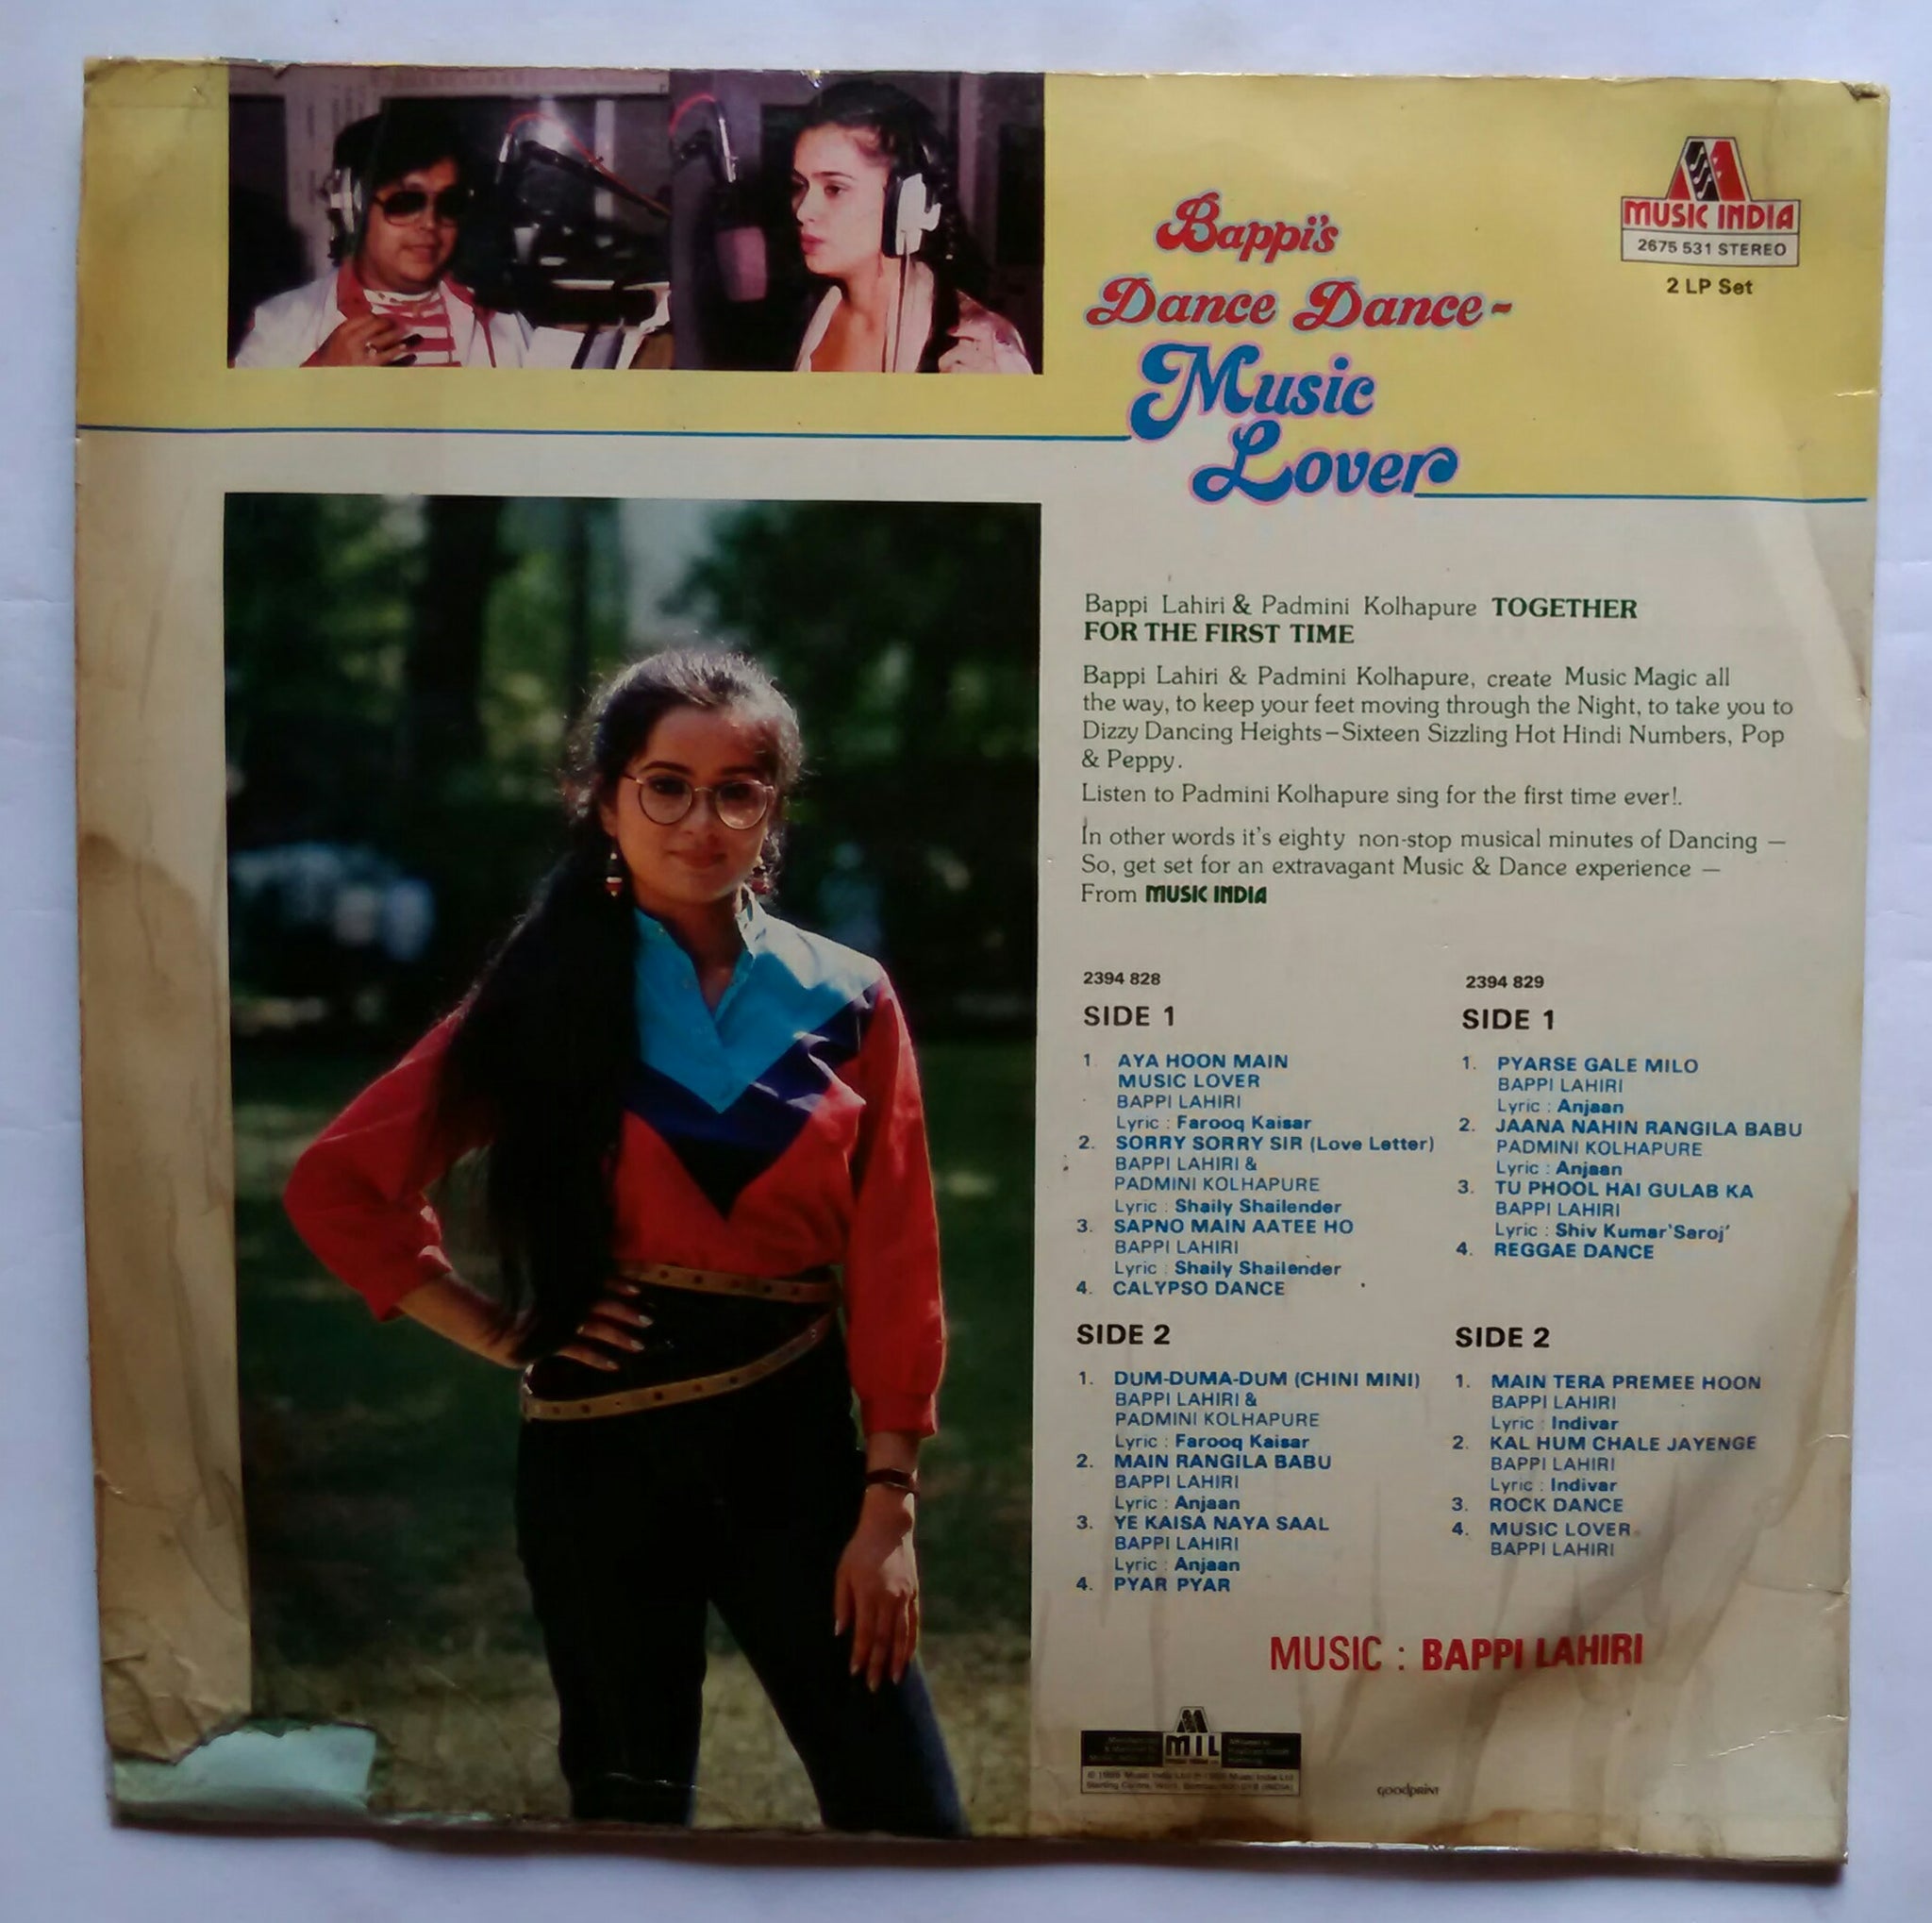 Bappi's
Dance Dance-
Music
Lover
MUSIC INDIA
2675 531 STEREO
2 LP Set
Bappi Lahiri & Padmini Kolhapure TOGETHER
FOR THE FIRST TIME
Bappi Lahiri & Padmini Kolhapure, create Music Magic all
the way, to keep your feet moving through the Night, to take you to
Dizzy Dancing Heights–Sixteen Sizzling Hot Hindi Numbers, Pop
& Peppy.
Listen to Padmini Kolhapure sing for the first time ever!.
In other words it's eighty non-stop musical minutes of Dancing —
So, get set for an extravagant Music & Dance experience —
From MUSIC INDIA
2394 828
SIDE 1
1. AYA HOON MAIN
MUSIC LOVER
BAPPI LAHIRI
Lyric : Farooq Kaisar
2. SORRY SORRY SIR (Love Letter)
BAPPI LAHIRI &
PADMINI KOLHAPURE
Lyric : Shaily Shailender
3. SAPNO MAIN AATEE HO
BAPPI LAHIRI
Lyric : Shaily Shailender
4. CALYPSO DANCE
SIDE 2
1. DUM-DUMA-DUM (CHINI MINI)
BAPPI LAHIRI &
PADMINI KOLHAPURE
Lyric : Farooq Kaisar
2. MAIN RANGILA BABU
BAPPI LAHIRI
Lyric : Anjaan
3. YE KAISA NAYA SAAL
BAPPI LAHIRI
Lyric : Anjaan
4. PYAR PYAR
2394 829
SIDE 1
1. PYARSE GALE MILO
BAPPI LAHIRI
Lyric : Anjaan
2. JAANA NAHIN RANGILA BABU
PADMINI KOLHAPURE
Lyric : Anjaan
3. TU PHOOL HAI GULAB KA
BAPPI LAHIRI
Lyric : Shiv Kumar'Saroj'
4. REGGAE DANCE
SIDE 2
1. MAIN TERA PREMEE HOON
BAPPI LAHIRI
Lyric : Indivar
2. KAL HUM CHALE JAYENGE
BAPPI LAHIRI
Lyric : Indivar
3. ROCK DANCE
4. MUSIC LOVER
BAPPI LAHIRI
MUSIC : BAPPI LAHIRI
MIL
goodprint